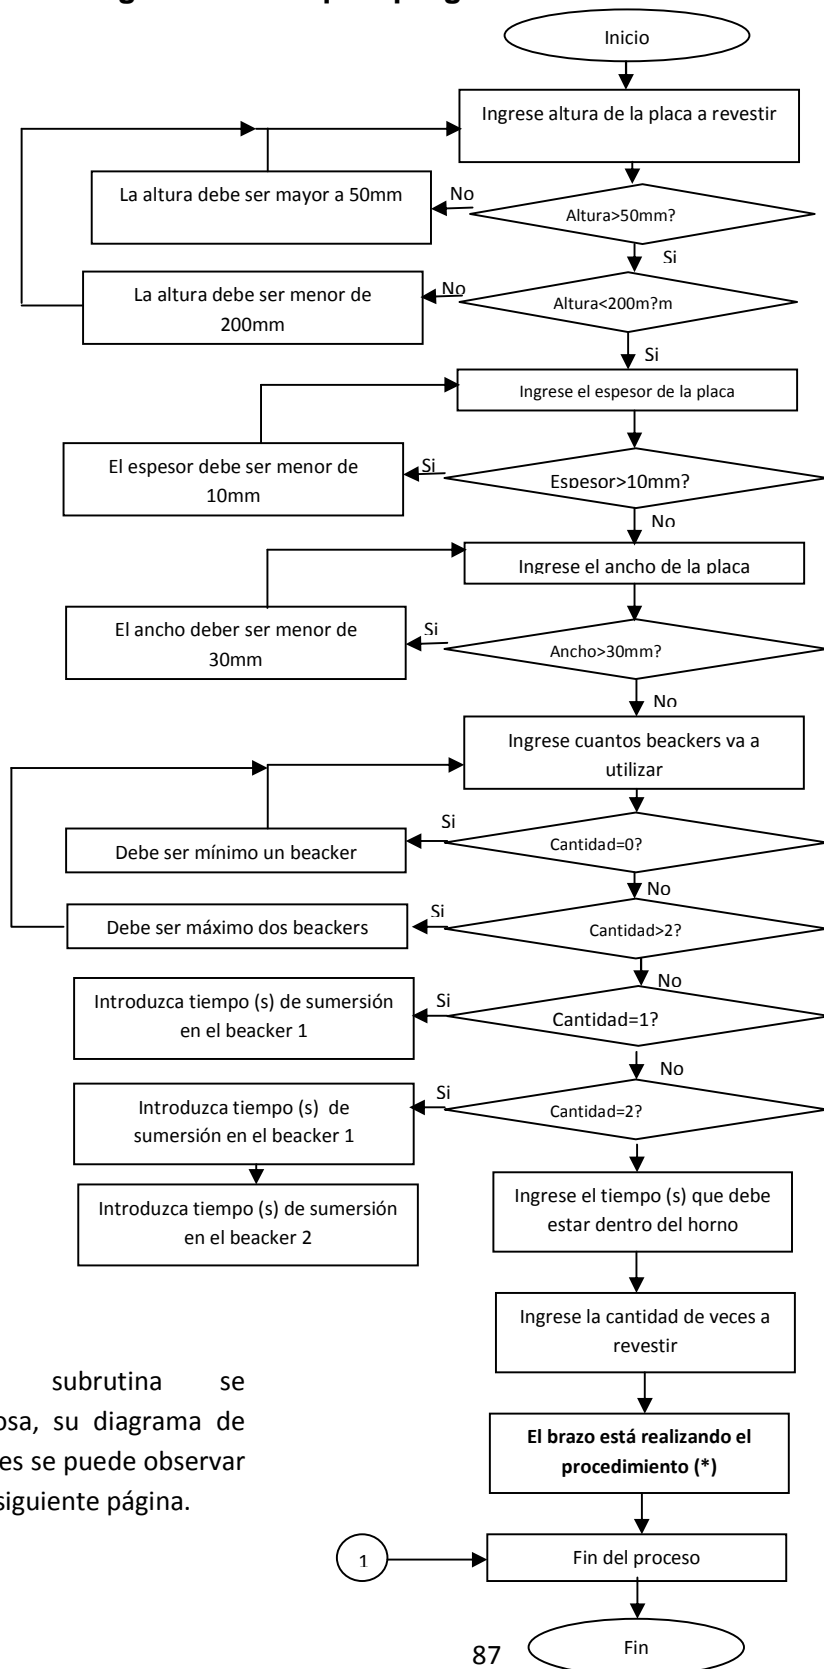 Inicio
Ingrese altura de la placa a revestir
La altura debe ser mayor a 50mm
No
Altura>50mm?
Si
La altura debe ser menor de
200mm
No
Altura<200m?m
Si
Ingrese el espesor de la placa
El espesor debe ser menor de
10mm
Si
Espesor>10mm?
No
Ingrese el ancho de la placa
El ancho deber ser menor de
30mm
Si
Ancho>30mm?
No
Ingrese cuantos beackers va a
utilizar
Si
Debe ser mínimo un beacker
Cantidad=0?
No
Si
Debe ser máximo dos beackers
Cantidad>2?
No
Introduzca tiempo (s) de sumersión
en el beacker 1
Si
Cantidad=1?
No
Introduzca tiempo (s) de
sumersión en el beacker 1
Si
Cantidad=2?
Introduzca tiempo (s) de sumersión
en el beacker 2
Ingrese el tiempo (s) que debe
estar dentro del horno
Ingrese la cantidad de veces a
revestir
subrutina se
osa, su diagrama de
es se puede observar
siguiente página.
El brazo está realizando el
procedimiento (*)
1
Fin del proceso
87
Fin